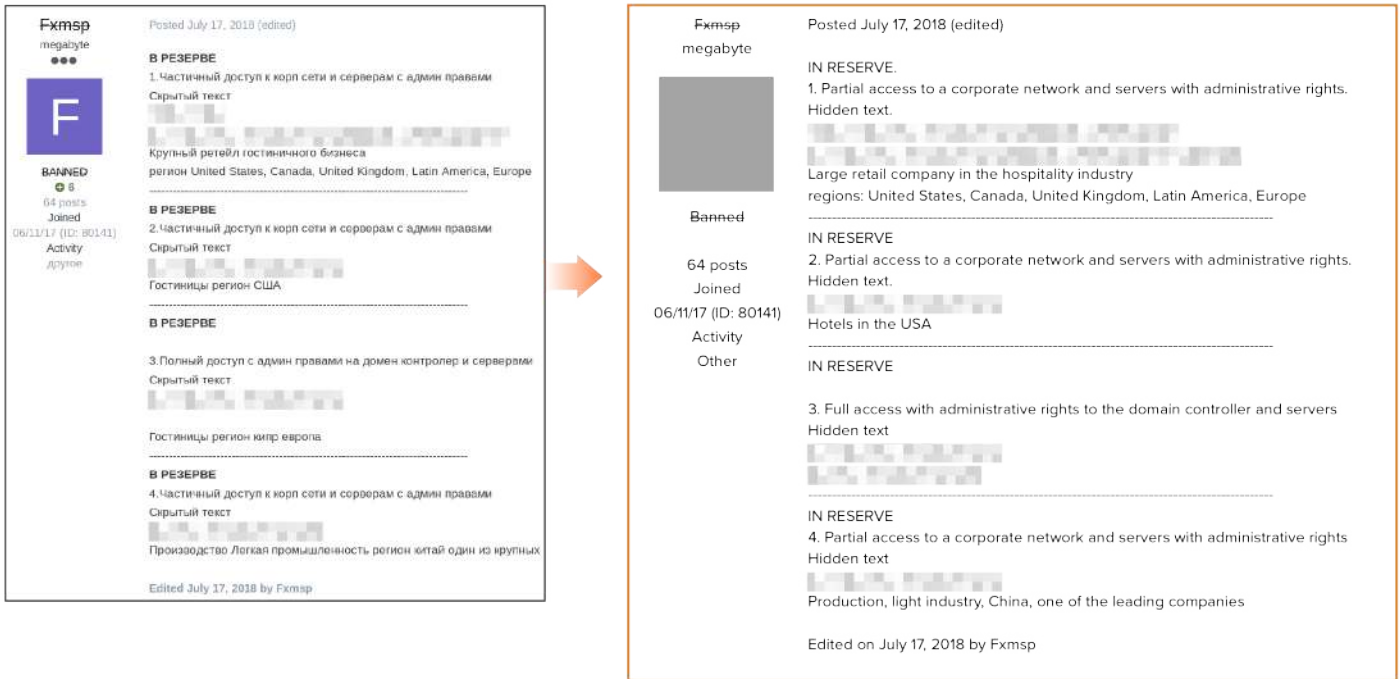 Fxmsp
megabyte
F
BANNED
6
64 posts
Joined
06/11/17 (ID: 80141)
Activity
другое
Posted July 17, 2018 (edited)
В РЕЗЕРВЕ
1.Частичный доступ к корп сети и серверам с админ правами
Скрытый текст
Крупный ретейл гостиничного бизнеса
регион United States, Canada, United Kingdom, Latin America, Europe
В РЕЗЕРВЕ
2.Частичный доступ к корп сети и серверам с админ правами
Скрытый текст
Гостиницы регион США
В РЕЗЕРВЕ
3.Полный доступ с админ правами на домен контролер и серверами
Скрытый текст
Гостиницы регион кипр европа
В РЕЗЕРВЕ
4.Частичный доступ к корп сети и серверам с админ правами
Скрытый текст
Производство Легкая промышленность регион китай один из крупных
Edited July 17, 2018 by Fxmsp
Fxmsp
megabyte
Banned
64 posts
Joined
06/11/17 (ID: 80141)
Activity
Other
Posted July 17, 2018 (edited)
IN RESERVE.
1. Partial access to a corporate network and servers with administrative rights.
Hidden text.
Large retail company in the hospitality industry
regions: United States, Canada, United Kingdom, Latin America, Europe
IN RESERVE
2. Partial access to a corporate network and servers with administrative rights.
Hidden text.
Hotels in the USA
IN RESERVE
3. Full access with administrative rights to the domain controller and servers
Hidden text
IN RESERVE
4. Partial access to a corporate network and servers with administrative rights
Hidden text
Production, light industry, China, one of the leading companies
Edited on July 17, 2018 by Fxmsp